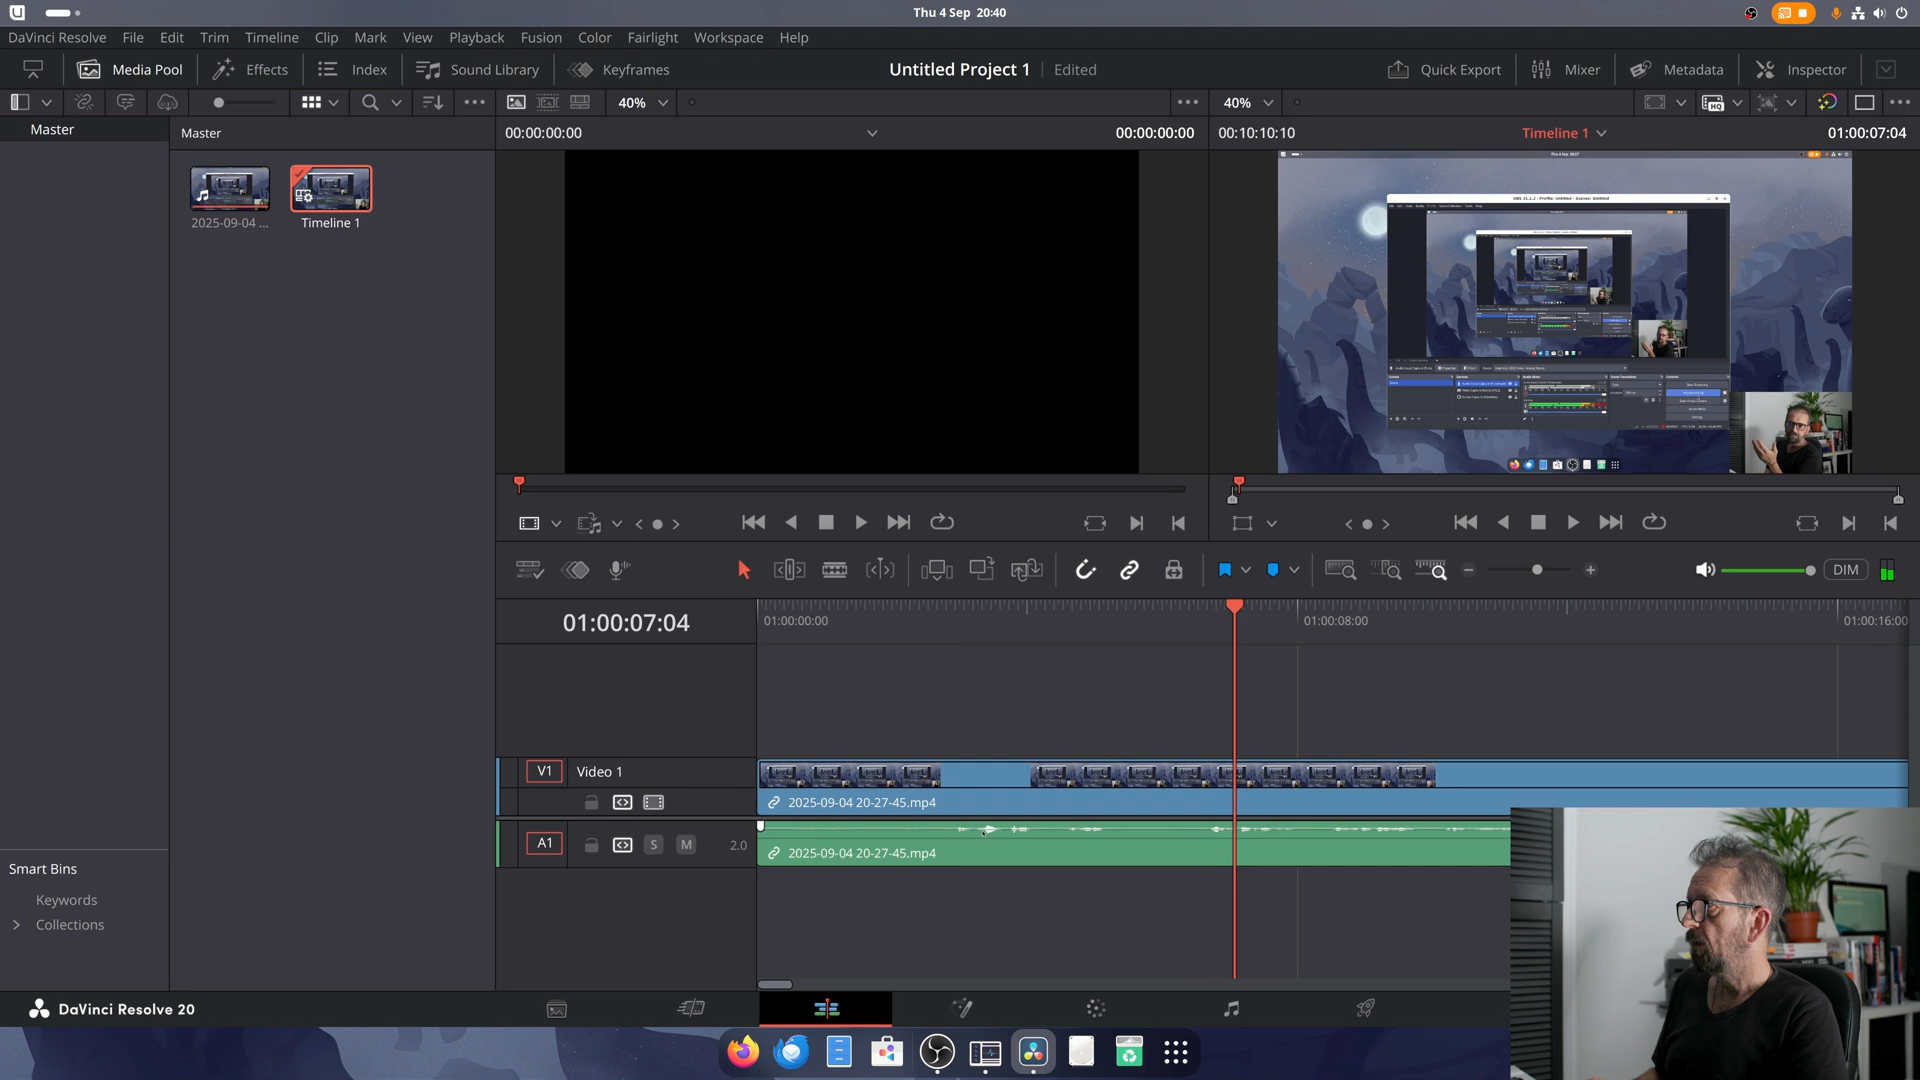 Thu 4 Sep 20:40
DaVinci Resolve File Edit Trim Timeline Clip Mark View Playback Fusion Color Fairlight Workspace Help
Media Pool Effects Index Sound Library Keyframes Untitled Project 1 Edited Quick Export Mixer Metadata Inspector
40% 40% HQ
Master Master 00:00:00:00 00:00:00:00 00:10:10:10 Timeline 1 01:00:07:04
2025-09-04 ... Timeline 1
DIM
01:00:07:04 01:00:00:00 01:00:08:00 01:00:16:00
V1 Video 1
2025-09-04 20-27-45.mp4
A1 S M 2.0
2025-09-04 20-27-45.mp4
Smart Bins
Keywords
Collections
DaVinci Resolve 20